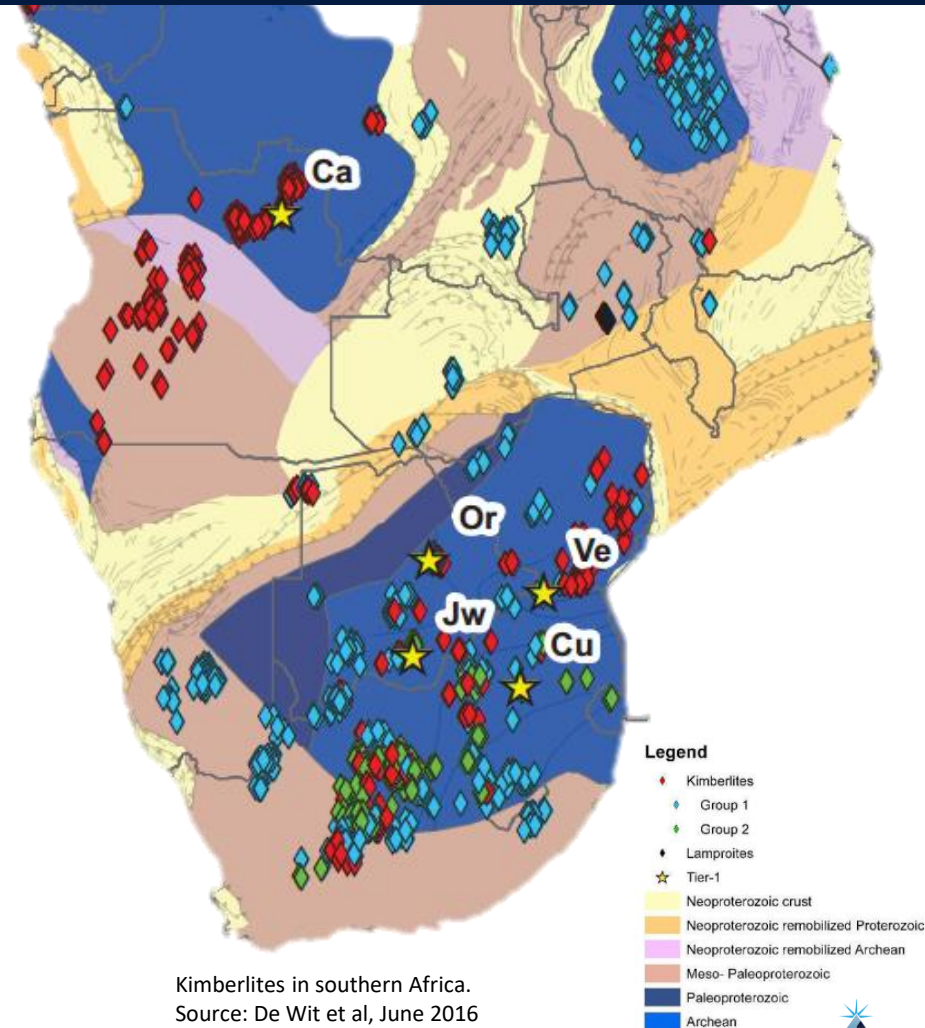 Ca
Or
Ve
Jw
Cu
Legend
Kimberlites
Group 1
Group 2
Lamproites
Tier-1
Neoproterozoic crust
Neoproterozoic remobilized Proterozoic
Neoproterozoic remobilized Archean
Meso- Paleoproterozoic
Paleoproterozoic
Archean
Kimberlites in southern Africa.
Source: De Wit et al, June 2016